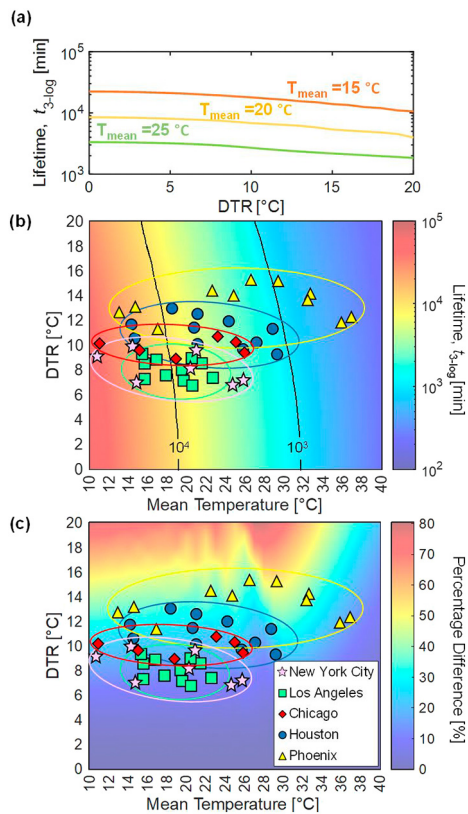 (a)
Lifetime, t3-log [min]
10^5
10^4
10^3
Tmean =15 °C
Tmean =20 °C
Tmean =25 °C
0 5 10 15 20
DTR [°C]
(b)
DTR [°C]
20
18
16
14
12
10
8
6
4
2
0
10^4
10^3
10 12 14 16 18 20 22 24 26 28 30 32 34 36 38 40
Mean Temperature [°C]
10^5
10^4
10^3
10^2
Lifetime, t3-log [min]
(c)
DTR [°C]
20
18
16
14
12
10
8
6
4
2
0
New York City
Los Angeles
Chicago
Houston
Phoenix
10 12 14 16 18 20 22 24 26 28 30 32 34 36 38 40
Mean Temperature [°C]
80
70
60
50
40
30
20
10
0
Percentage Difference [%]